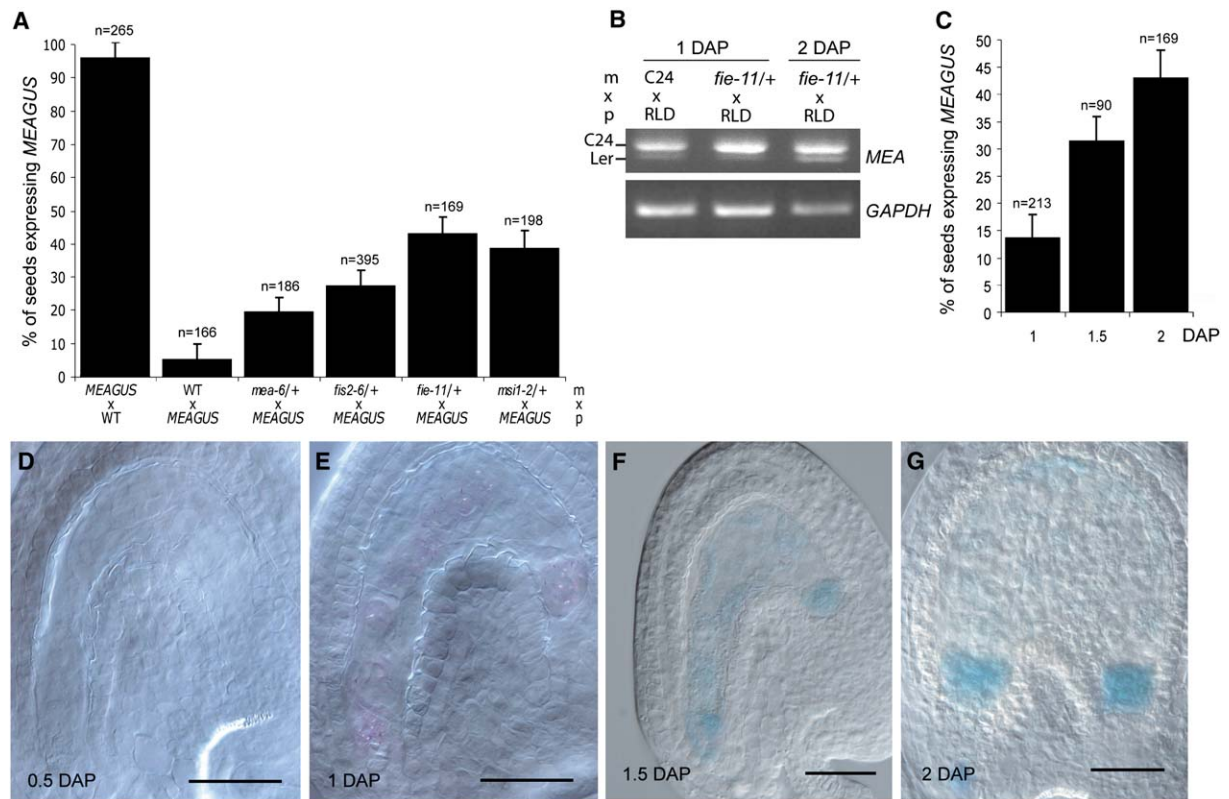 A
% of seeds expressing MEAGUS
100
90
80
70
60
50
40
30
20
10
0
n=265
n=166
n=186
n=395
n=169
n=198
MEAGUS x WT
WT x MEAGUS
mea-6/+ x MEAGUS
fis2-6/+ x MEAGUS
fie-11/+ x MEAGUS
msi1-2/+ x MEAGUS
m x p
B
1 DAP 2 DAP
m C24 fie-11/+ fie-11/+
x x x x
p RLD RLD RLD
C24
Ler
MEA
GAPDH
C
% of seeds expressing MEAGUS
50
45
40
35
30
25
20
15
10
5
0
n=213
n=90
n=169
1 1.5 2 DAP
D
0.5 DAP
E
1 DAP
F
1.5 DAP
G
2 DAP